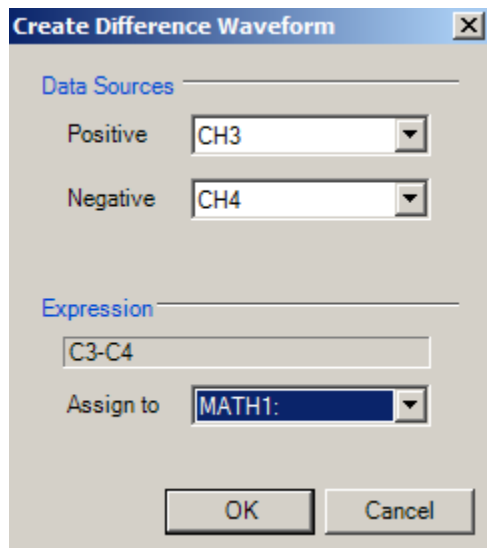 Create Difference Waveform
Data Sources
Positive CH3
Negative CH4
Expression
C3-C4
Assign to MATH1:
OK Cancel